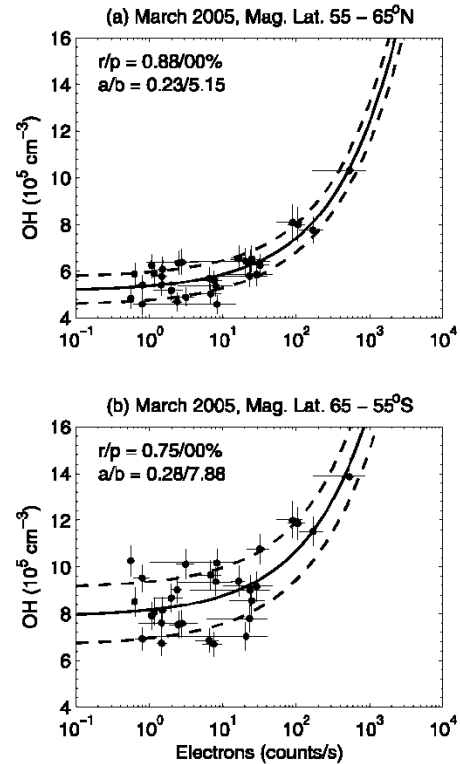 (a) March 2005, Mag. Lat. 55 – 65°N
16
14
12
10
8
6
4
OH (10⁵ cm⁻³)
r/p = 0.88/00%
a/b = 0.23/5.15
10⁻¹ 10⁰ 10¹ 10² 10³ 10⁴
(b) March 2005, Mag. Lat. 65 – 55°S
16
14
12
10
8
6
4
OH (10⁵ cm⁻³)
r/p = 0.75/00%
a/b = 0.28/7.88
10⁻¹ 10⁰ 10¹ 10² 10³ 10⁴
Electrons (counts/s)